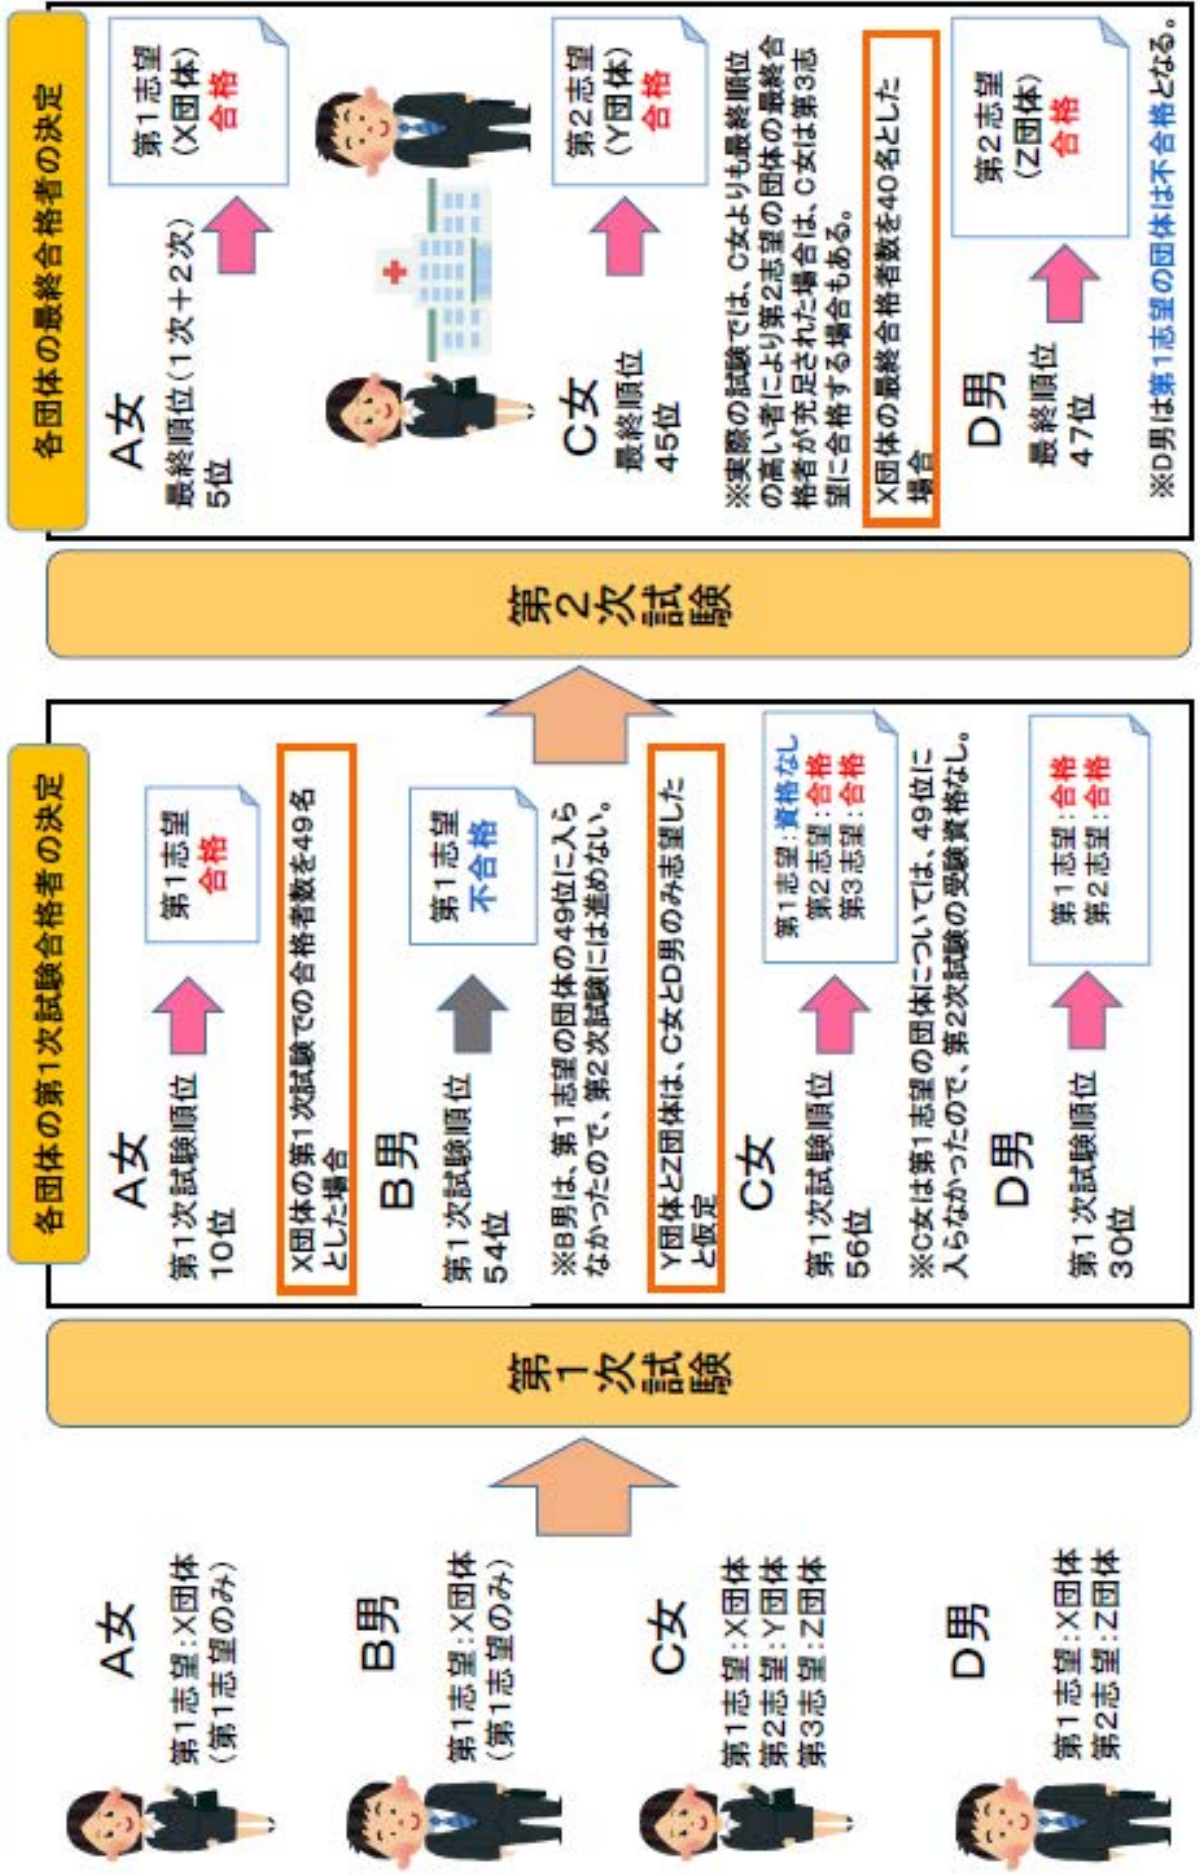 A女
第1志望:X団体
(第1志望のみ)
B男
第1志望:X団体
(第1志望のみ)
C女
第1志望:X団体
第2志望:Y団体
第3志望:Z団体
D男
第1志望:X団体
第2志望:Z団体
第1次試験
各団体の第1次試験合格者の決定
A女
第1次試験順位
10位
第1志望
合格
X団体の第1次試験での合格者数を49名
とした場合
B男
第1次試験順位
54位
第1志望
不合格
※B男は、第1志望の団体の49位に入ら
なかったので、第2次試験には進めない。
Y団体とZ団体は、C女とD男のみ志望した
と仮定
C女
第1次試験順位
56位
第1志望:資格なし
第2志望:合格
第3志望:合格
※C女は第1志望の団体については、49位に
入らなかったので、第2次試験の受験資格なし。
D男
第1次試験順位
30位
第1志望:合格
第2志望:合格
第2次試験
各団体の最終合格者の決定
A女
最終順位(1次+2次)
5位
第1志望
(X団体)
合格
C女
最終順位
45位
第2志望
(Y団体)
合格
※実際の試験では、C女よりも最終順位
の高い者により第2志望の団体の最終合
格者が充足された場合は、C女は第3志
望に合格する場合もある。
X団体の最終合格者数を40名とした
場合
D男
最終順位
47位
第2志望
(Z団体)
合格
※D男は第1志望の団体は不合格となる。